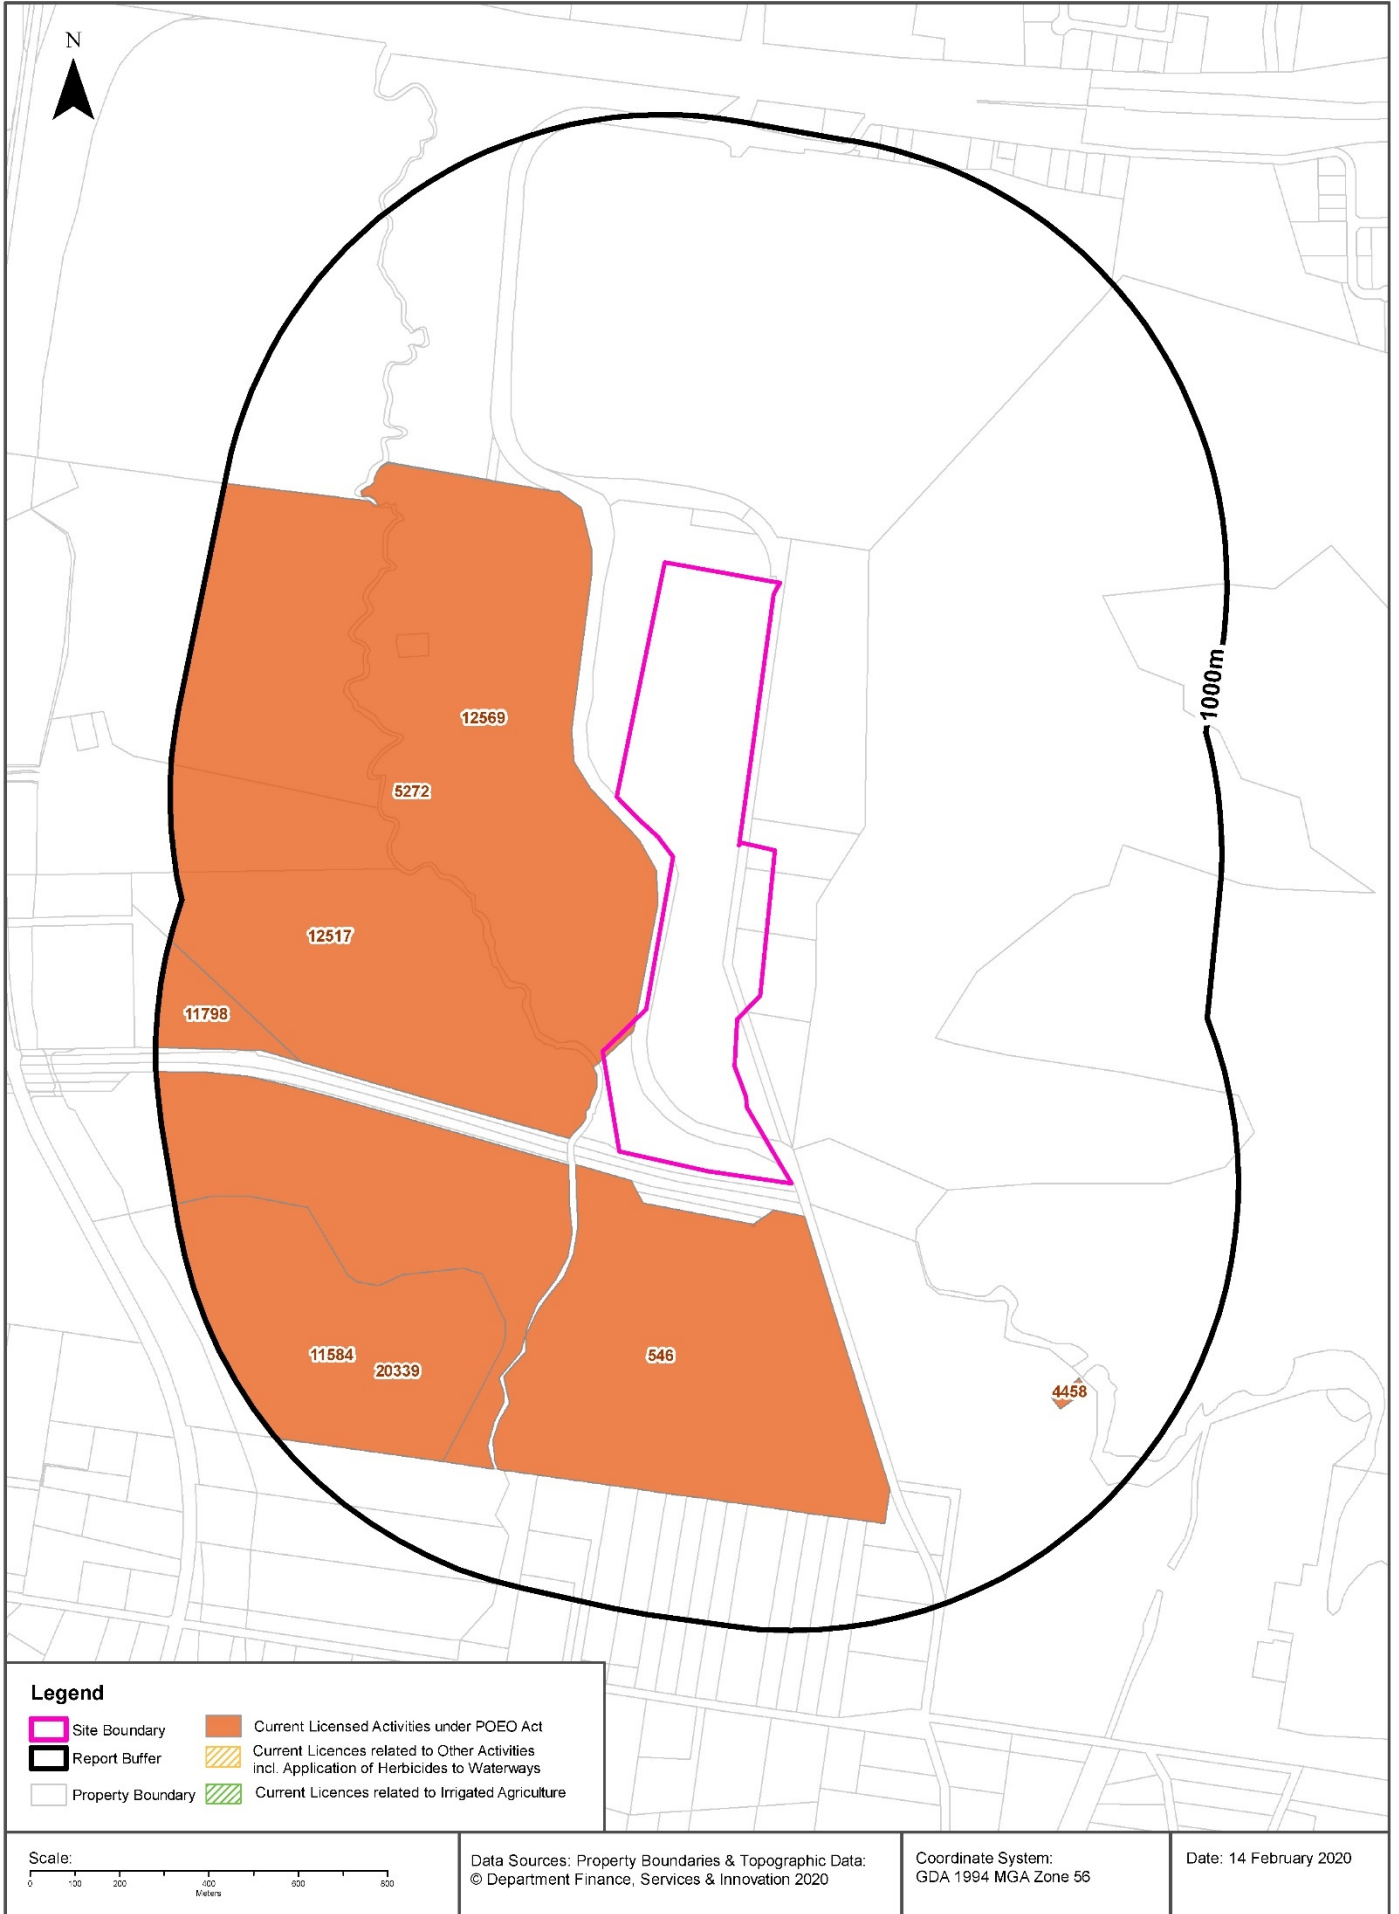 N
1000m
12569
5272
12517
11798
11584
20339
546
4458
Legend
Site Boundary
Report Buffer
Property Boundary
Current Licensed Activities under POEO Act
Current Licences related to Other Activities
incl. Application of Herbicides to Waterways
Current Licences related to Irrigated Agriculture
Scale:
0 100 200 400 600 800
Meters
Data Sources: Property Boundaries & Topographic Data:
© Department Finance, Services & Innovation 2020
Coordinate System:
GDA 1994 MGA Zone 56
Date: 14 February 2020